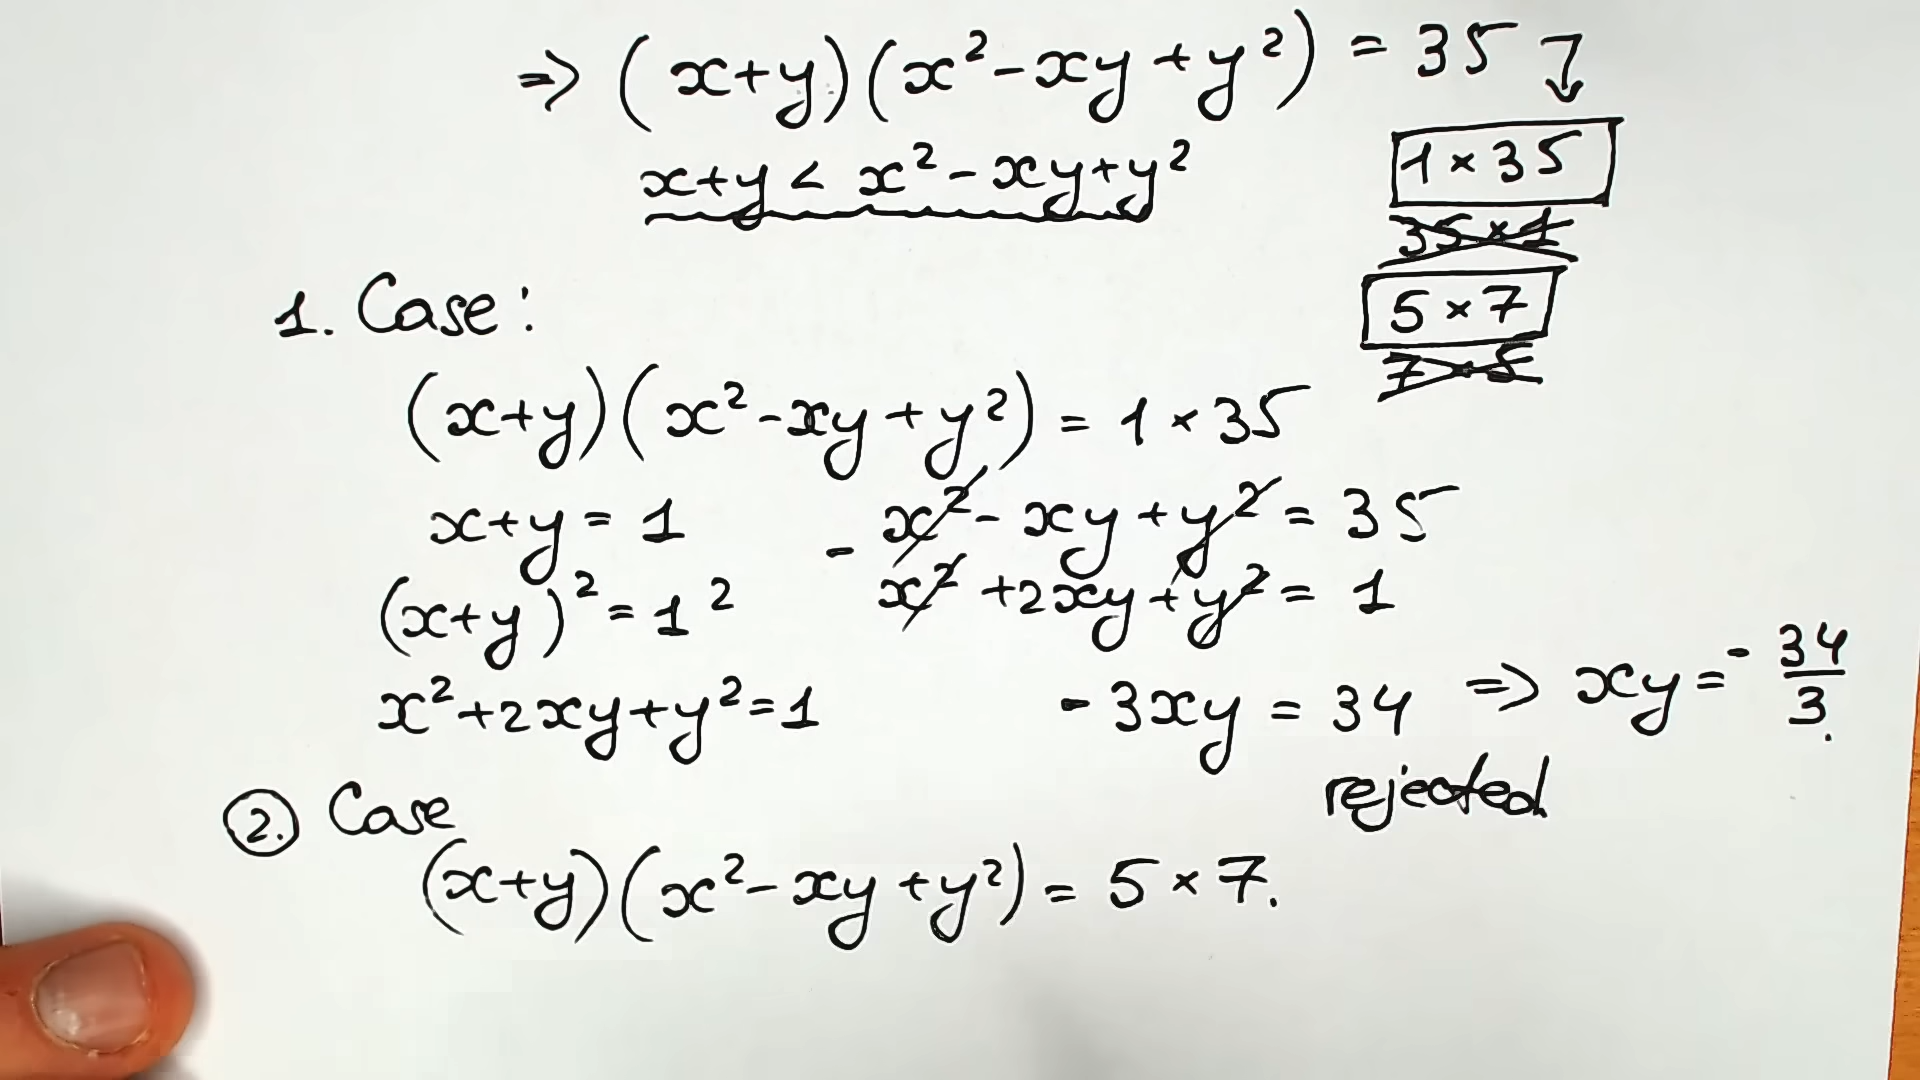 => (x+y)(x²-xy+y²) = 35 ↓
x+y < x²-xy+y²
1 × 35
35 × 1
5 × 7
7 × 5
1. Case:
(x+y)(x²-xy+y²) = 1 × 35
x+y = 1
(x+y)² = 1²
x²+2xy+y²=1
- x² - xy + y² = 35
x² +2xy+y² = 1
-3xy = 34 => xy = -34/3.
rejected
2. Case
(x+y)(x²-xy+y²) = 5 × 7.